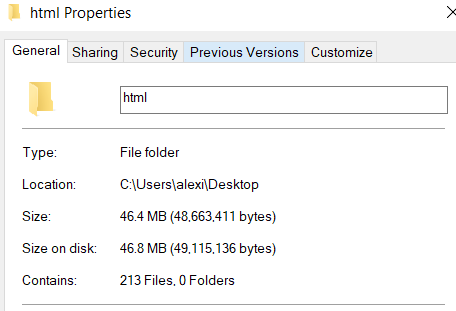 html Properties
General Sharing Security Previous Versions Customize
html
Type: File folder
Location: C:\Users\alexi\Desktop
Size: 46.4 MB (48,663,411 bytes)
Size on disk: 46.8 MB (49,115,136 bytes)
Contains: 213 Files, 0 Folders